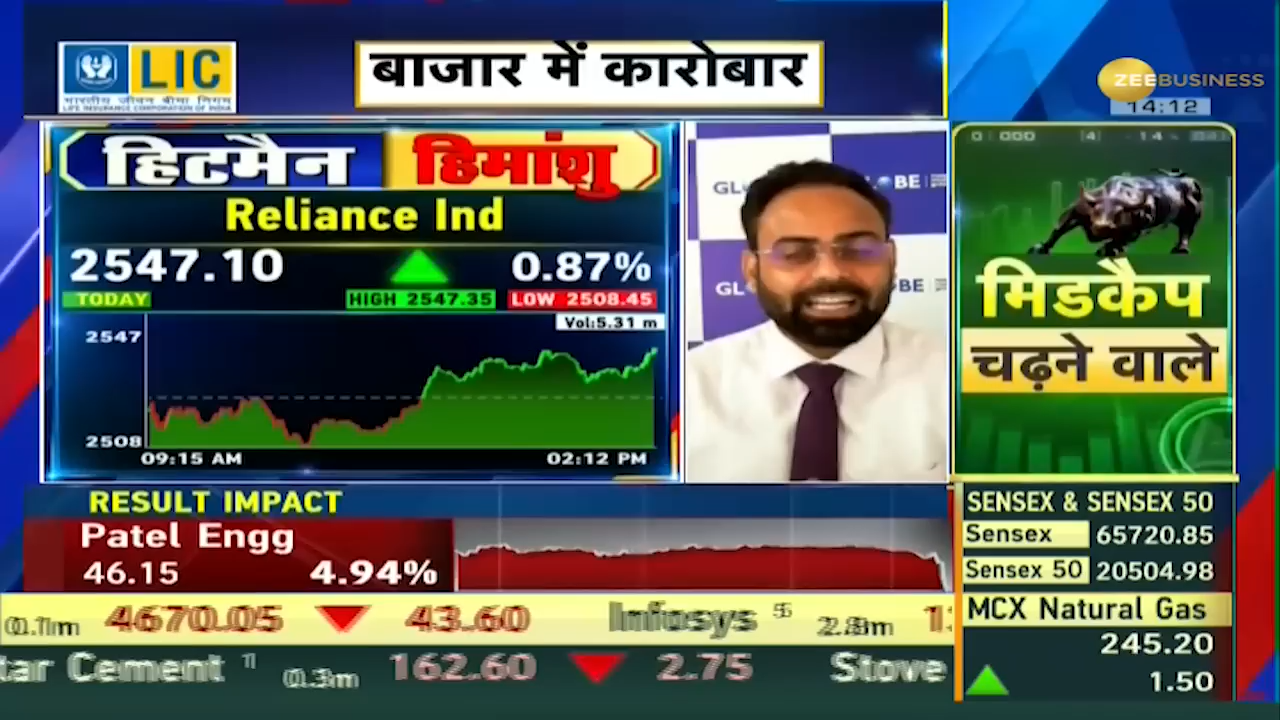 LIC
भारतीय जीवन बीमा निगम
LIFE INSURANCE CORPORATION OF INDIA
बाजार में कारोबार
ZEEBUSINESS
14:12
हिटमैन हिमांशु
Reliance Ind
2547.10 0.87%
TODAY HIGH 2547.35 LOW 2508.45
Vol:5.31 m
2547
2508
09:15 AM 02:12 PM
मिडकैप
चढ़ने वाले
RESULT IMPACT
Patel Engg
46.15 4.94%
SENSEX & SENSEX 50
Sensex 65720.85
Sensex 50 20504.98
MCX Natural Gas
245.20
1.50
0.1m 4670.05 43.60 Infosys 2.8m
tar Cement 0.3m 162.60 2.75 Stove